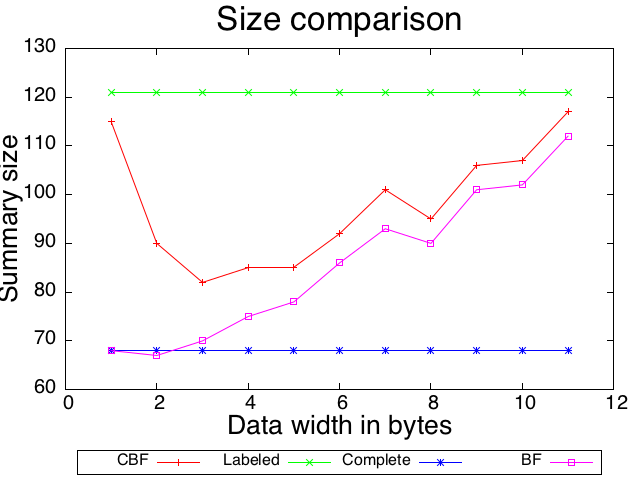 Size comparison
130
120
110
100
90
80
70
60
Summary size
0 2 4 6 8 10 12
Data width in bytes
CBF Labeled Complete BF